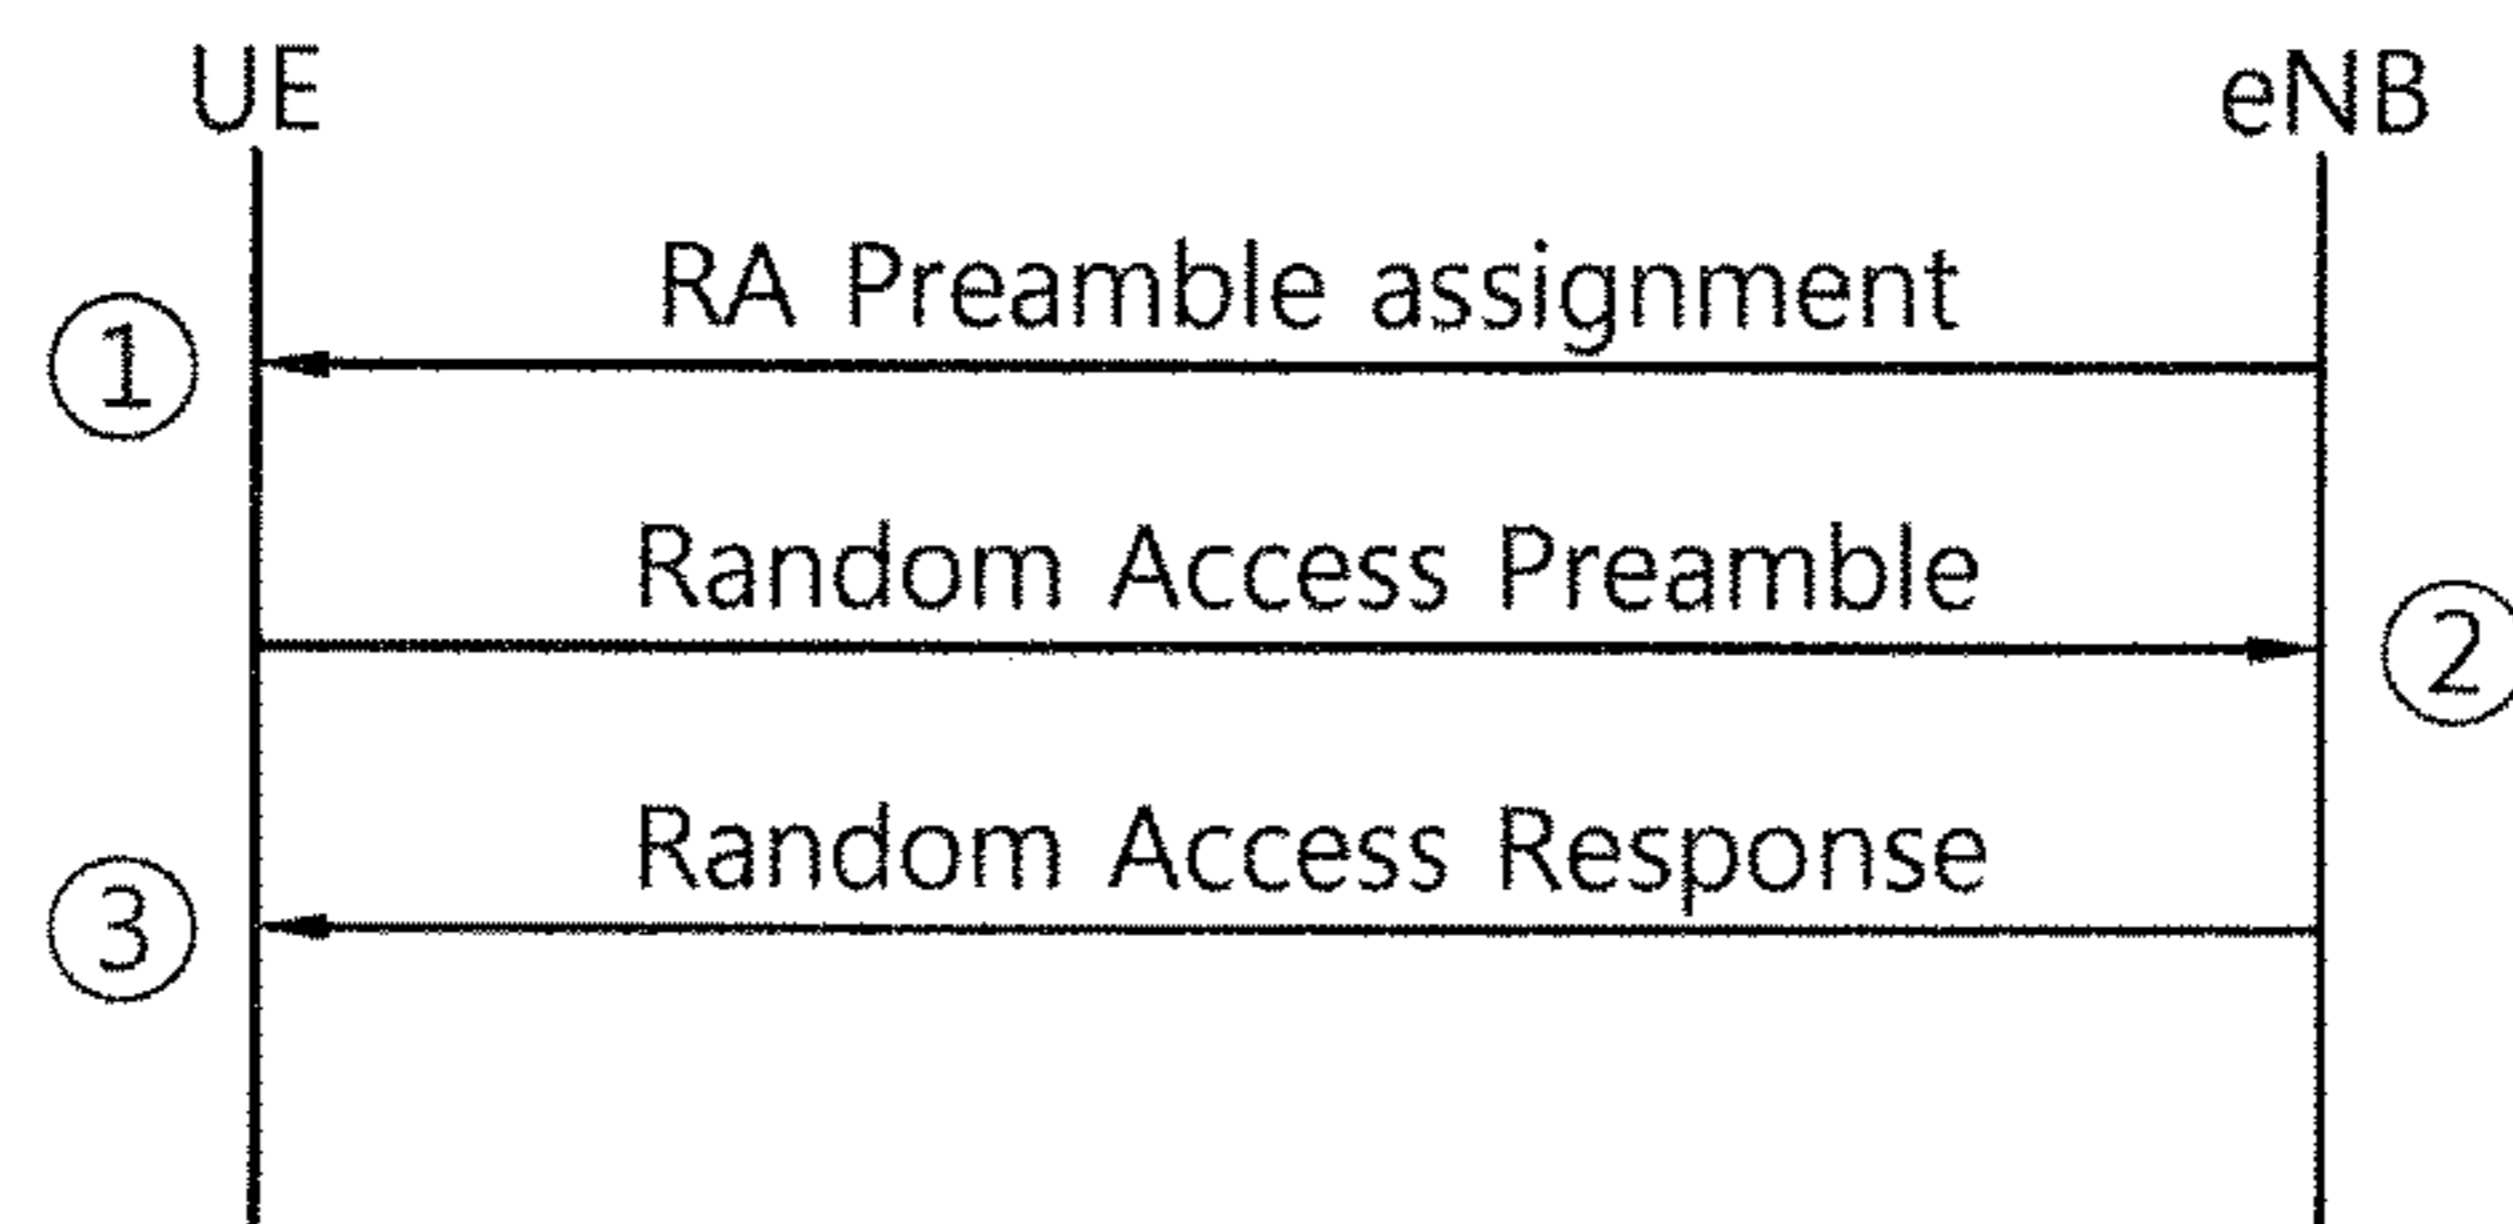 UE eNB
RA Preamble assignment
①
Random Access Preamble
②
Random Access Response
③